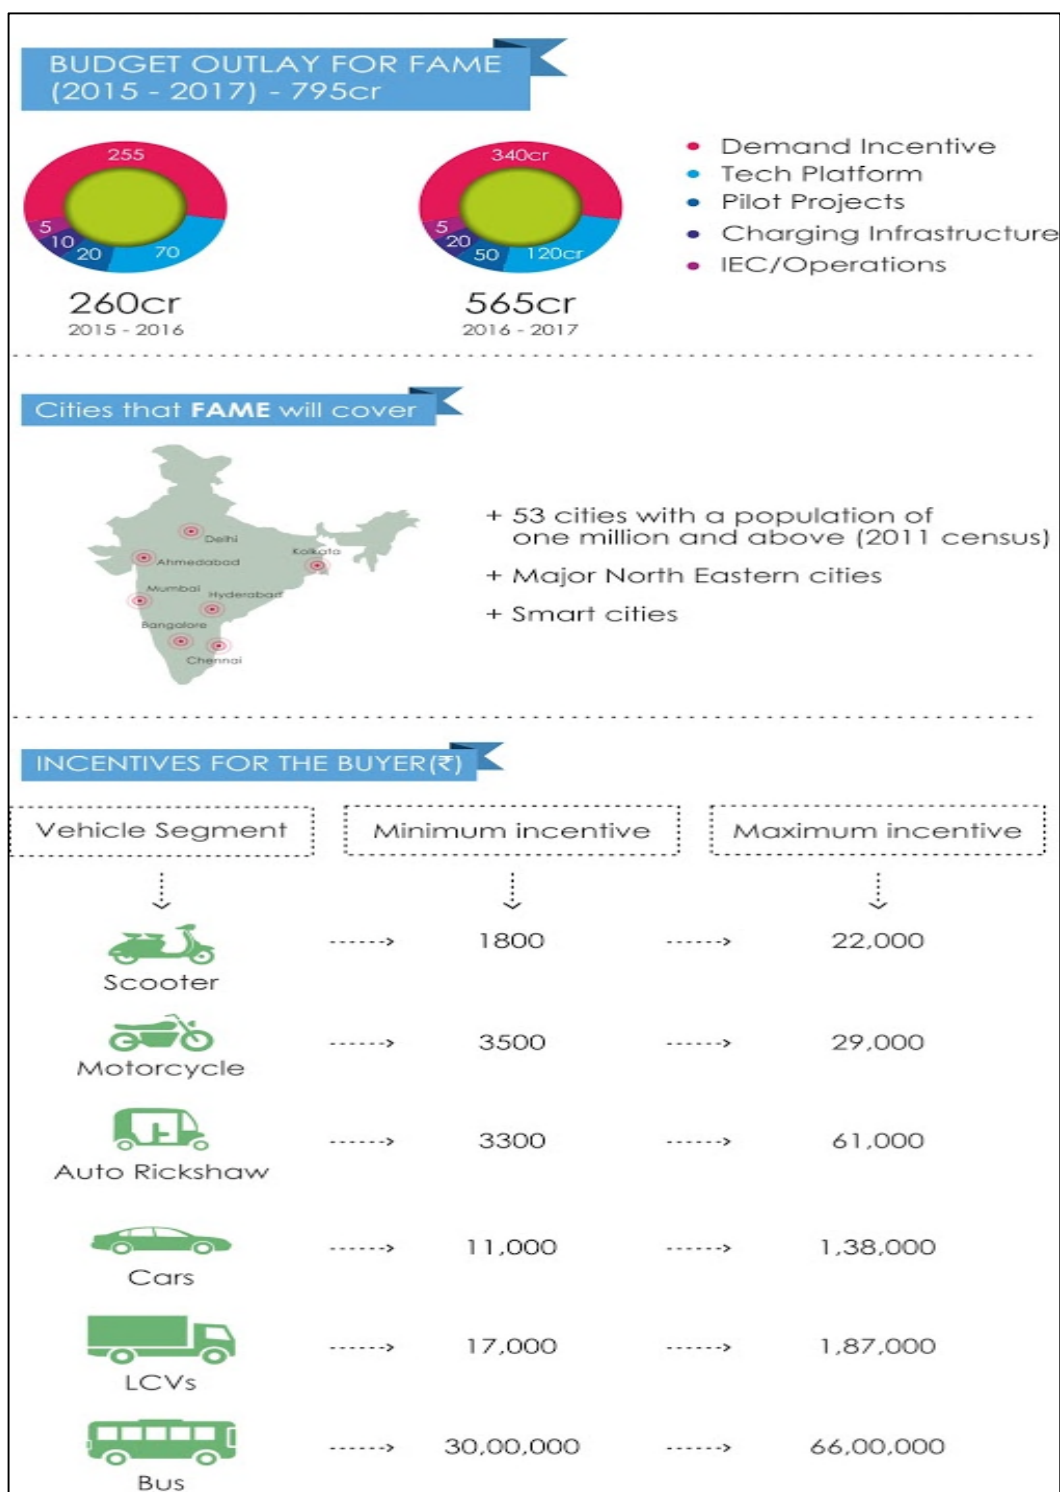 BUDGET OUTLAY FOR FAME
(2015 - 2017) - 795cr
255
5
10
20
70
260cr
2015 - 2016
340cr
5
20
50
120cr
565cr
2016 - 2017
Demand Incentive
Tech Platform
Pilot Projects
Charging Infrastructure
IEC/Operations
Cities that FAME will cover
Delhi
Ahmedabad
Kolkata
Mumbai
Hyderabad
Bangalore
Chennai
+ 53 cities with a population of
one million and above (2011 census)
+ Major North Eastern cities
+ Smart cities
INCENTIVES FOR THE BUYER(₹)
Vehicle Segment Minimum incentive Maximum incentive
1800 22,000
Scooter
3500 29,000
Motorcycle
3300 61,000
Auto Rickshaw
11,000 1,38,000
Cars
17,000 1,87,000
LCVs
30,00,000 66,00,000
Bus